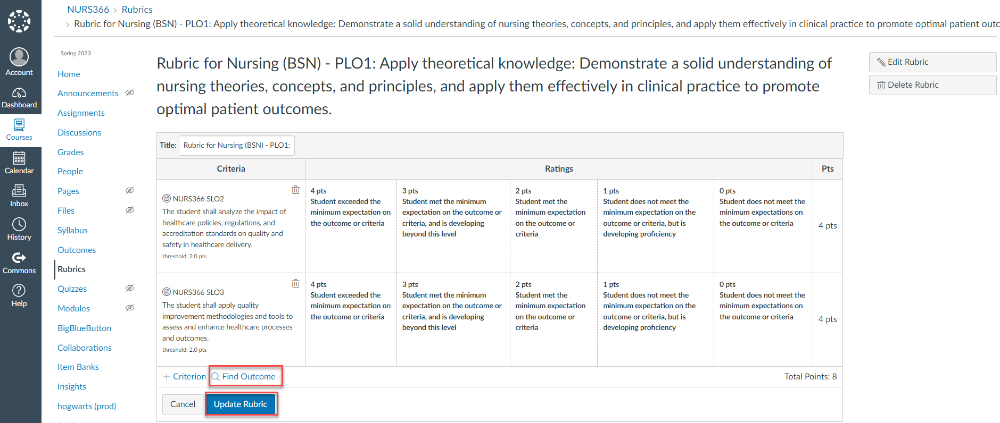 NURS366 › Rubrics
› Rubric for Nursing (BSN) - PLO1: Apply theoretical knowledge: Demonstrate a solid understanding of nursing theories, concepts, and principles, and apply them effectively in clinical practice to promote optimal patient outc
Account
Dashboard
Courses
Calendar
Inbox
History
Commons
Help
Spring 2023
Home
Announcements
Assignments
Discussions
Grades
People
Pages
Files
Syllabus
Outcomes
Rubrics
Quizzes
Modules
BigBlueButton
Collaborations
Item Banks
Insights
hogwarts (prod)
Rubric for Nursing (BSN) - PLO1: Apply theoretical knowledge: Demonstrate a solid understanding of
nursing theories, concepts, and principles, and apply them effectively in clinical practice to promote
optimal patient outcomes.
Edit Rubric
Delete Rubric
Title: Rubric for Nursing (BSN) - PLO1:
Criteria
Ratings
Pts
NURS366 SLO2
The student shall analyze the impact of
healthcare policies, regulations, and
accreditation standards on quality and
safety in healthcare delivery.
threshold: 2.0 pts
4 pts
Student exceeded the
minimum expectation on
the outcome or criteria
3 pts
Student met the minimum
expectation on the outcome or
criteria, and is developing
beyond this level
2 pts
Student met the
minimum expectation
on the outcome or
criteria
1 pts
Student does not meet the
minimum expectation on the
outcome or criteria, but is
developing proficiency
0 pts
Student does not meet the
minimum expectations on
the outcome or criteria
4 pts
NURS366 SLO3
The student shall apply quality
improvement methodologies and tools to
assess and enhance healthcare processes
and outcomes.
threshold: 2.0 pts
4 pts
Student exceeded the
minimum expectation on
the outcome or criteria
3 pts
Student met the minimum
expectation on the outcome or
criteria, and is developing
beyond this level
2 pts
Student met the
minimum expectation
on the outcome or
criteria
1 pts
Student does not meet the
minimum expectation on the
outcome or criteria, but is
developing proficiency
0 pts
Student does not meet the
minimum expectations on
the outcome or criteria
4 pts
+ Criterion Find Outcome
Total Points: 8
Cancel
Update Rubric